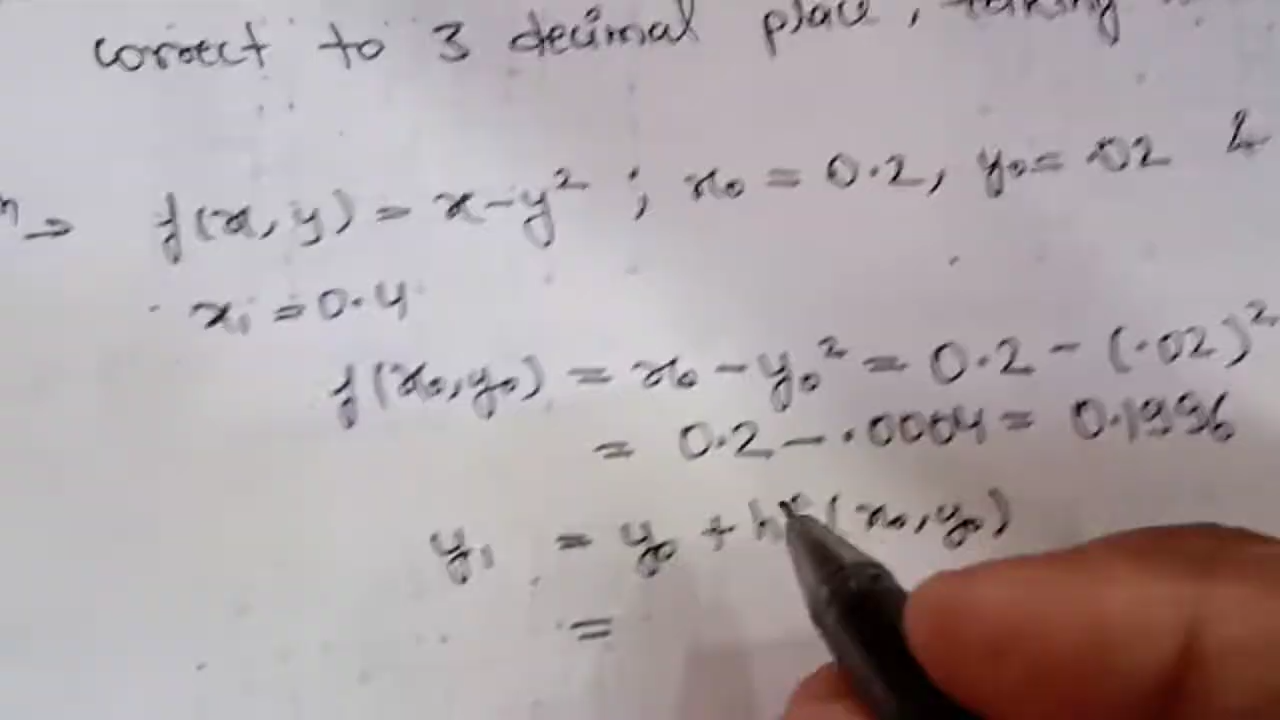 correct to 3 decimal place, taking
→ f(x, y) = x - y² ; x₀ = 0.2, y₀ = .02 &
x₁ = 0.4
f(x₀, y₀) = x₀ - y₀² = 0.2 - (.02)²
= 0.2 - .0004 = 0.1996
y₁ = y₀ + hf(x₀, y₀)
=